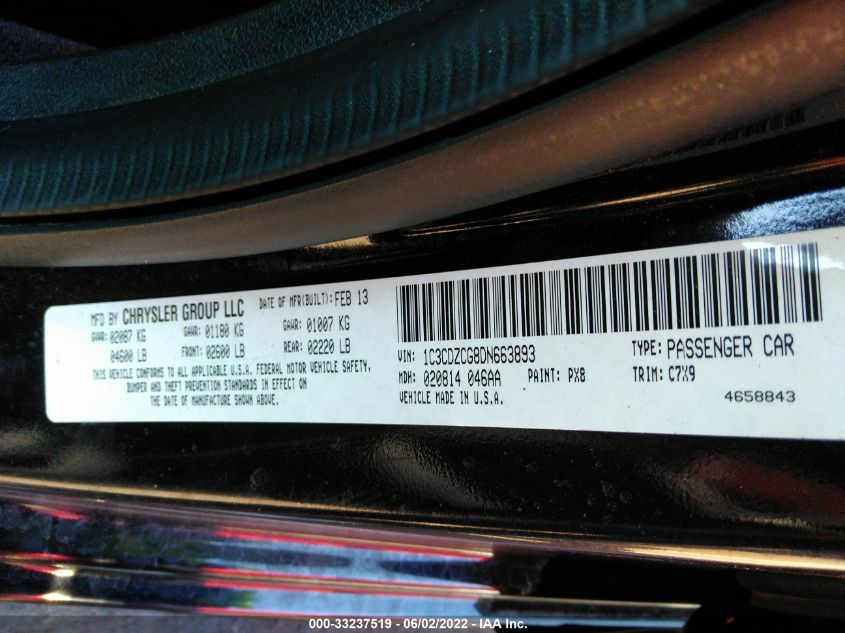 MFD BY CHRYSLER GROUP LLC DATE OF MFR(BUILT): FEB 13
GVWR: 02087 KG GAWR: 01180 KG GAWR: 01007 KG
04600 LB FRONT: 02600 LB REAR: 02220 LB
THIS VEHICLE CONFORMS TO ALL APPLICABLE U.S.A. FEDERAL MOTOR VEHICLE SAFETY,
BUMPER AND THEFT PREVENTION STANDARDS IN EFFECT ON
THE DATE OF MANUFACTURE SHOWN ABOVE.
VIN: 1C3CDZCG8DN663893 TYPE: PASSENGER CAR
MDH: 020814 046AA PAINT: PX8 TRIM: C7X9
VEHICLE MADE IN U.S.A. 4658843
000-33237519 - 06/02/2022 - IAA Inc.